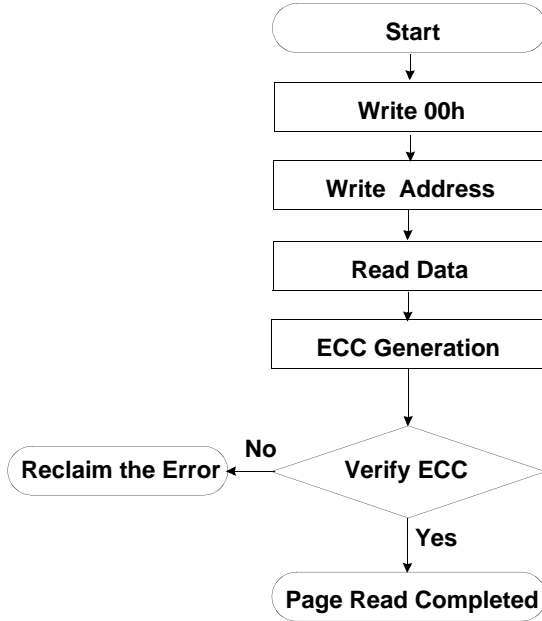 Start
Write 00h
Write Address
Read Data
ECC Generation
No
Reclaim the Error
Verify ECC
Yes
Page Read Completed